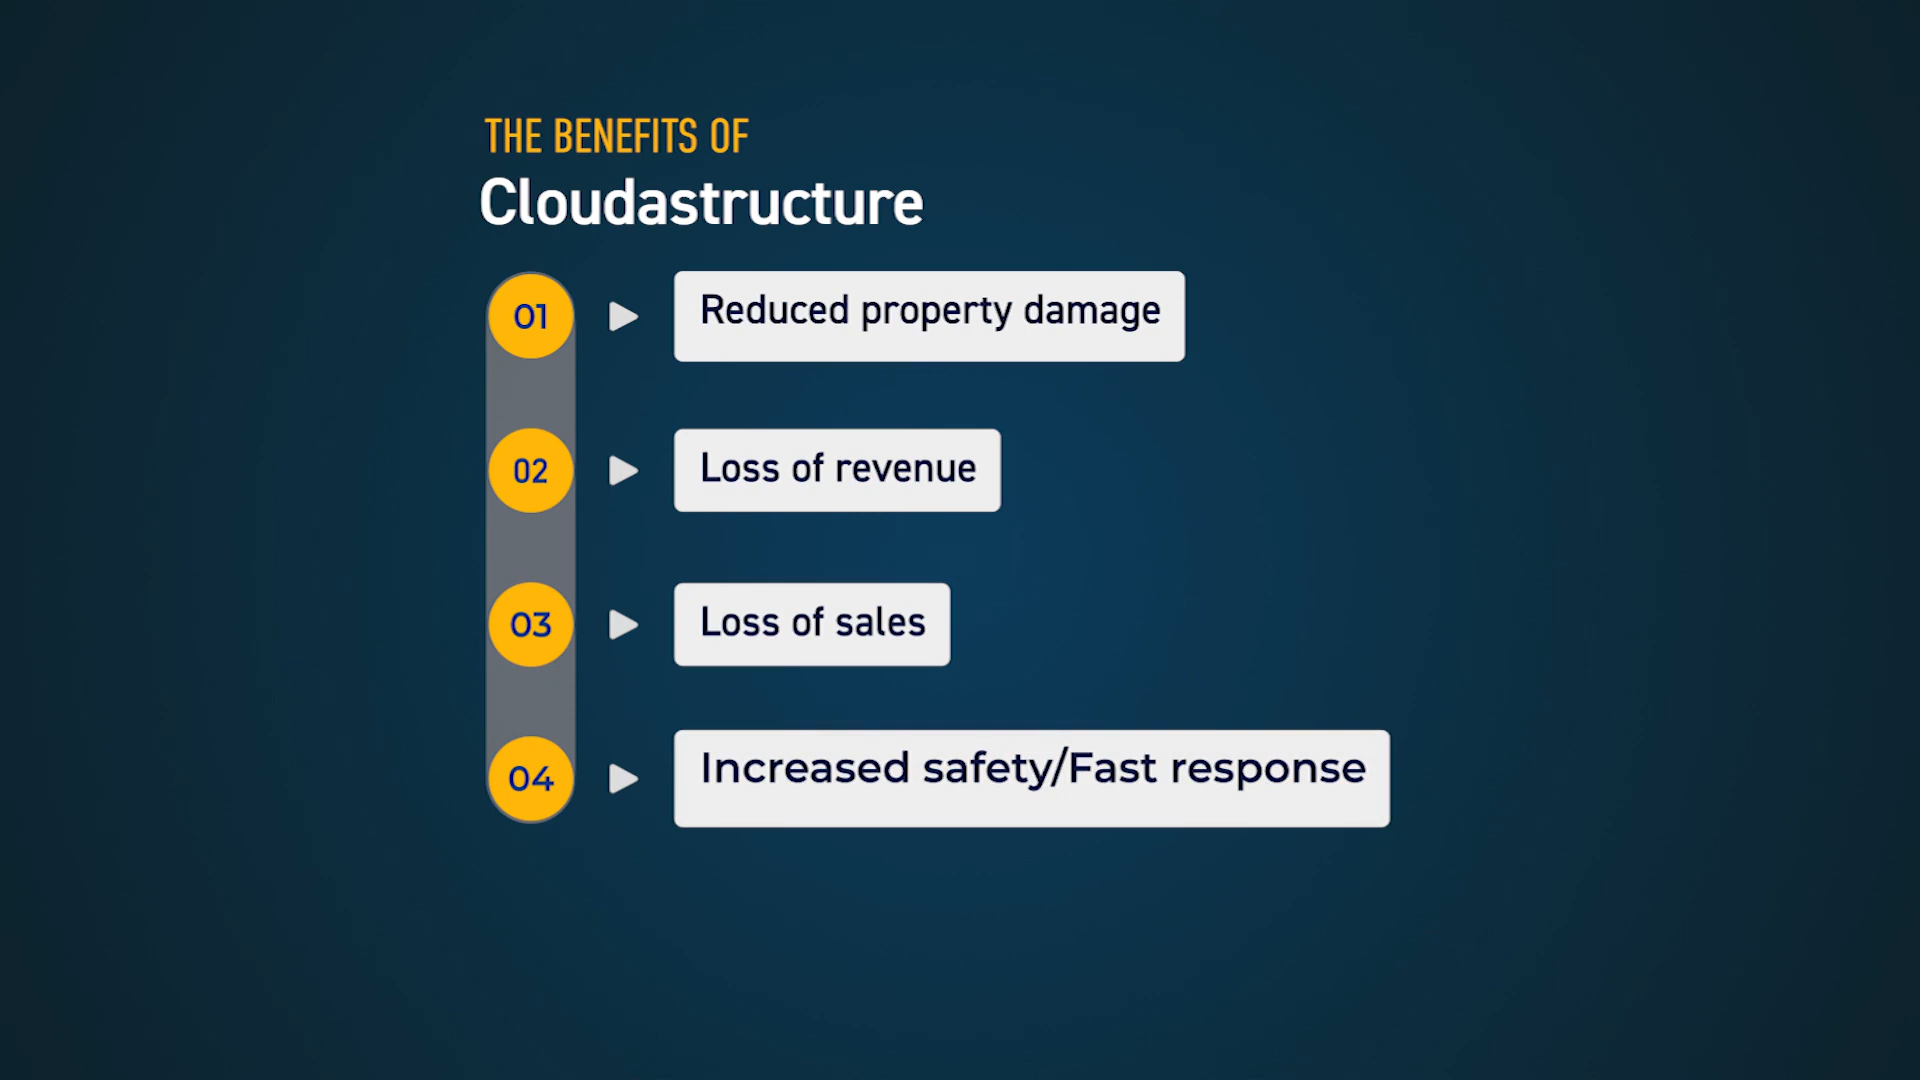 THE BENEFITS OF
Cloudastructure
01 Reduced property damage
02 Loss of revenue
03 Loss of sales
04 Increased safety/Fast response